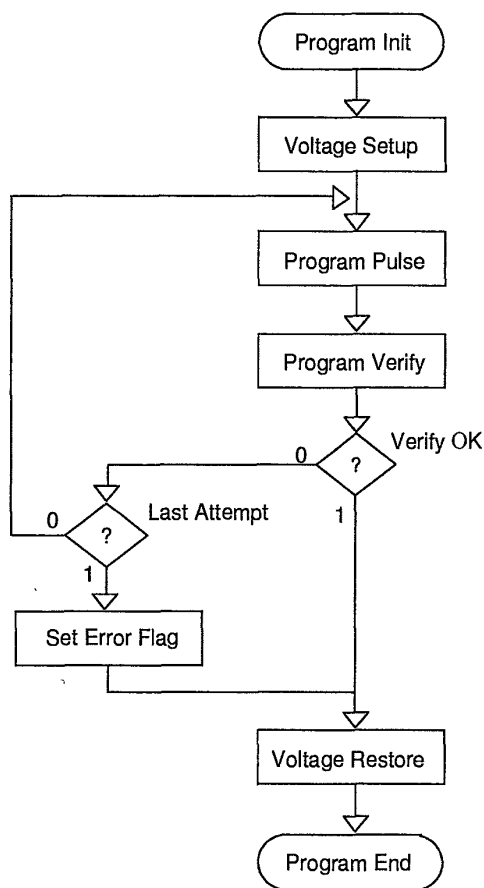 Program Init
Voltage Setup
Program Pulse
Program Verify
Verify OK
?
0
1
Last Attempt
?
0
1
Set Error Flag
Voltage Restore
Program End